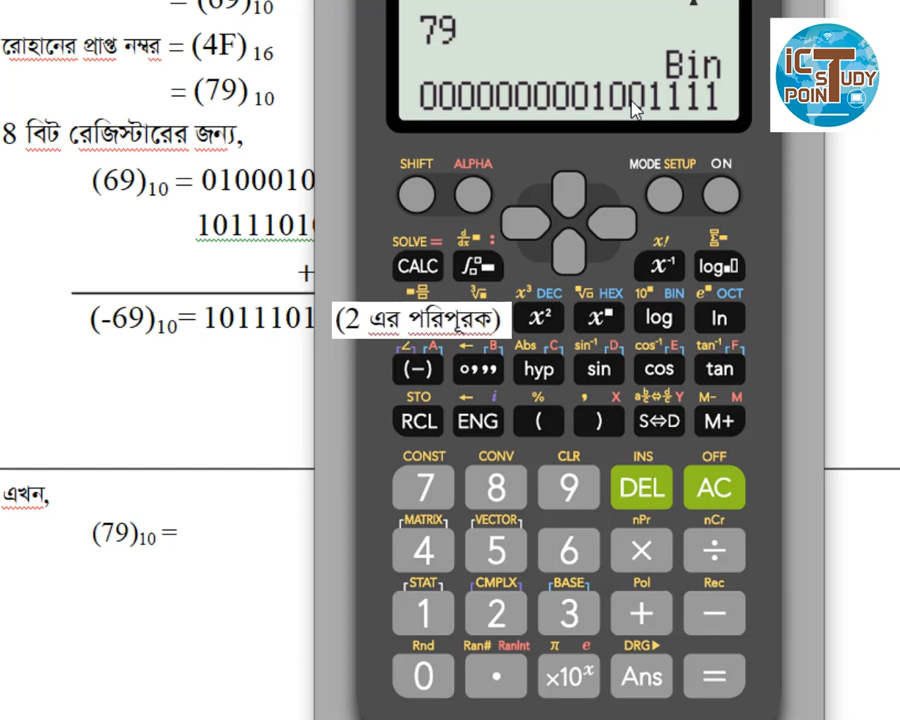 = (69)10
রোহানের প্রাপ্ত নম্বর = (4F) 16
= (79) 10
8 বিট রেজিস্টারের জন্য,
(69)10 = 0100010
1011101
+
(-69)10= 1011101
(2 এর পরিপূরক)
এখন,
(79)10 =
79
Bin
0000000001001111
SHIFT ALPHA MODE SETUP ON
SOLVE = d/dx : x! Σ
CALC ∫ x⁻¹ log
x³ DEC ˣ√ HEX 10 BIN e OCT
x² x log ln
∠ A ← B Abs C sin⁻¹ D cos⁻¹ E tan⁻¹ F
(−) hyp sin cos tan
STO ← i % , X Y M− M
RCL ENG ( ) S⇔D M+
CONST CONV CLR INS OFF
7 8 9 DEL AC
MATRIX VECTOR nPr nCr
4 5 6 × ÷
STAT CMPLX BASE Pol Rec
1 2 3 + −
Rnd Ran# RanInt π e DRG▶
0 · ×10ˣ Ans =
iCT
STUDY
POINT